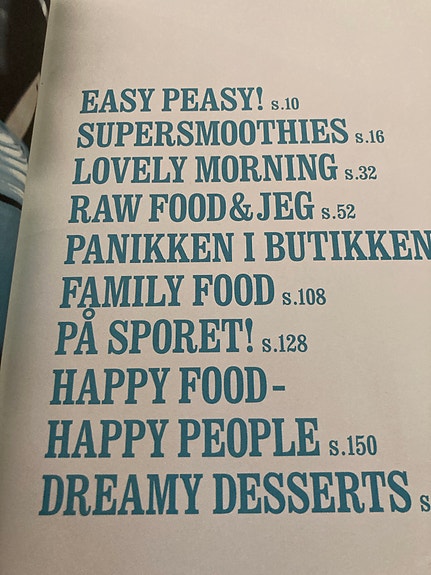 EASY PEASY! s.10
SUPERSMOOTHIES s.16
LOVELY MORNING s.32
RAW FOOD & JEG s.52
PANIKKEN I BUTIKKEN
FAMILY FOOD s.108
PÅ SPORET! s.128
HAPPY FOOD-
HAPPY PEOPLE s.150
DREAMY DESSERTS s